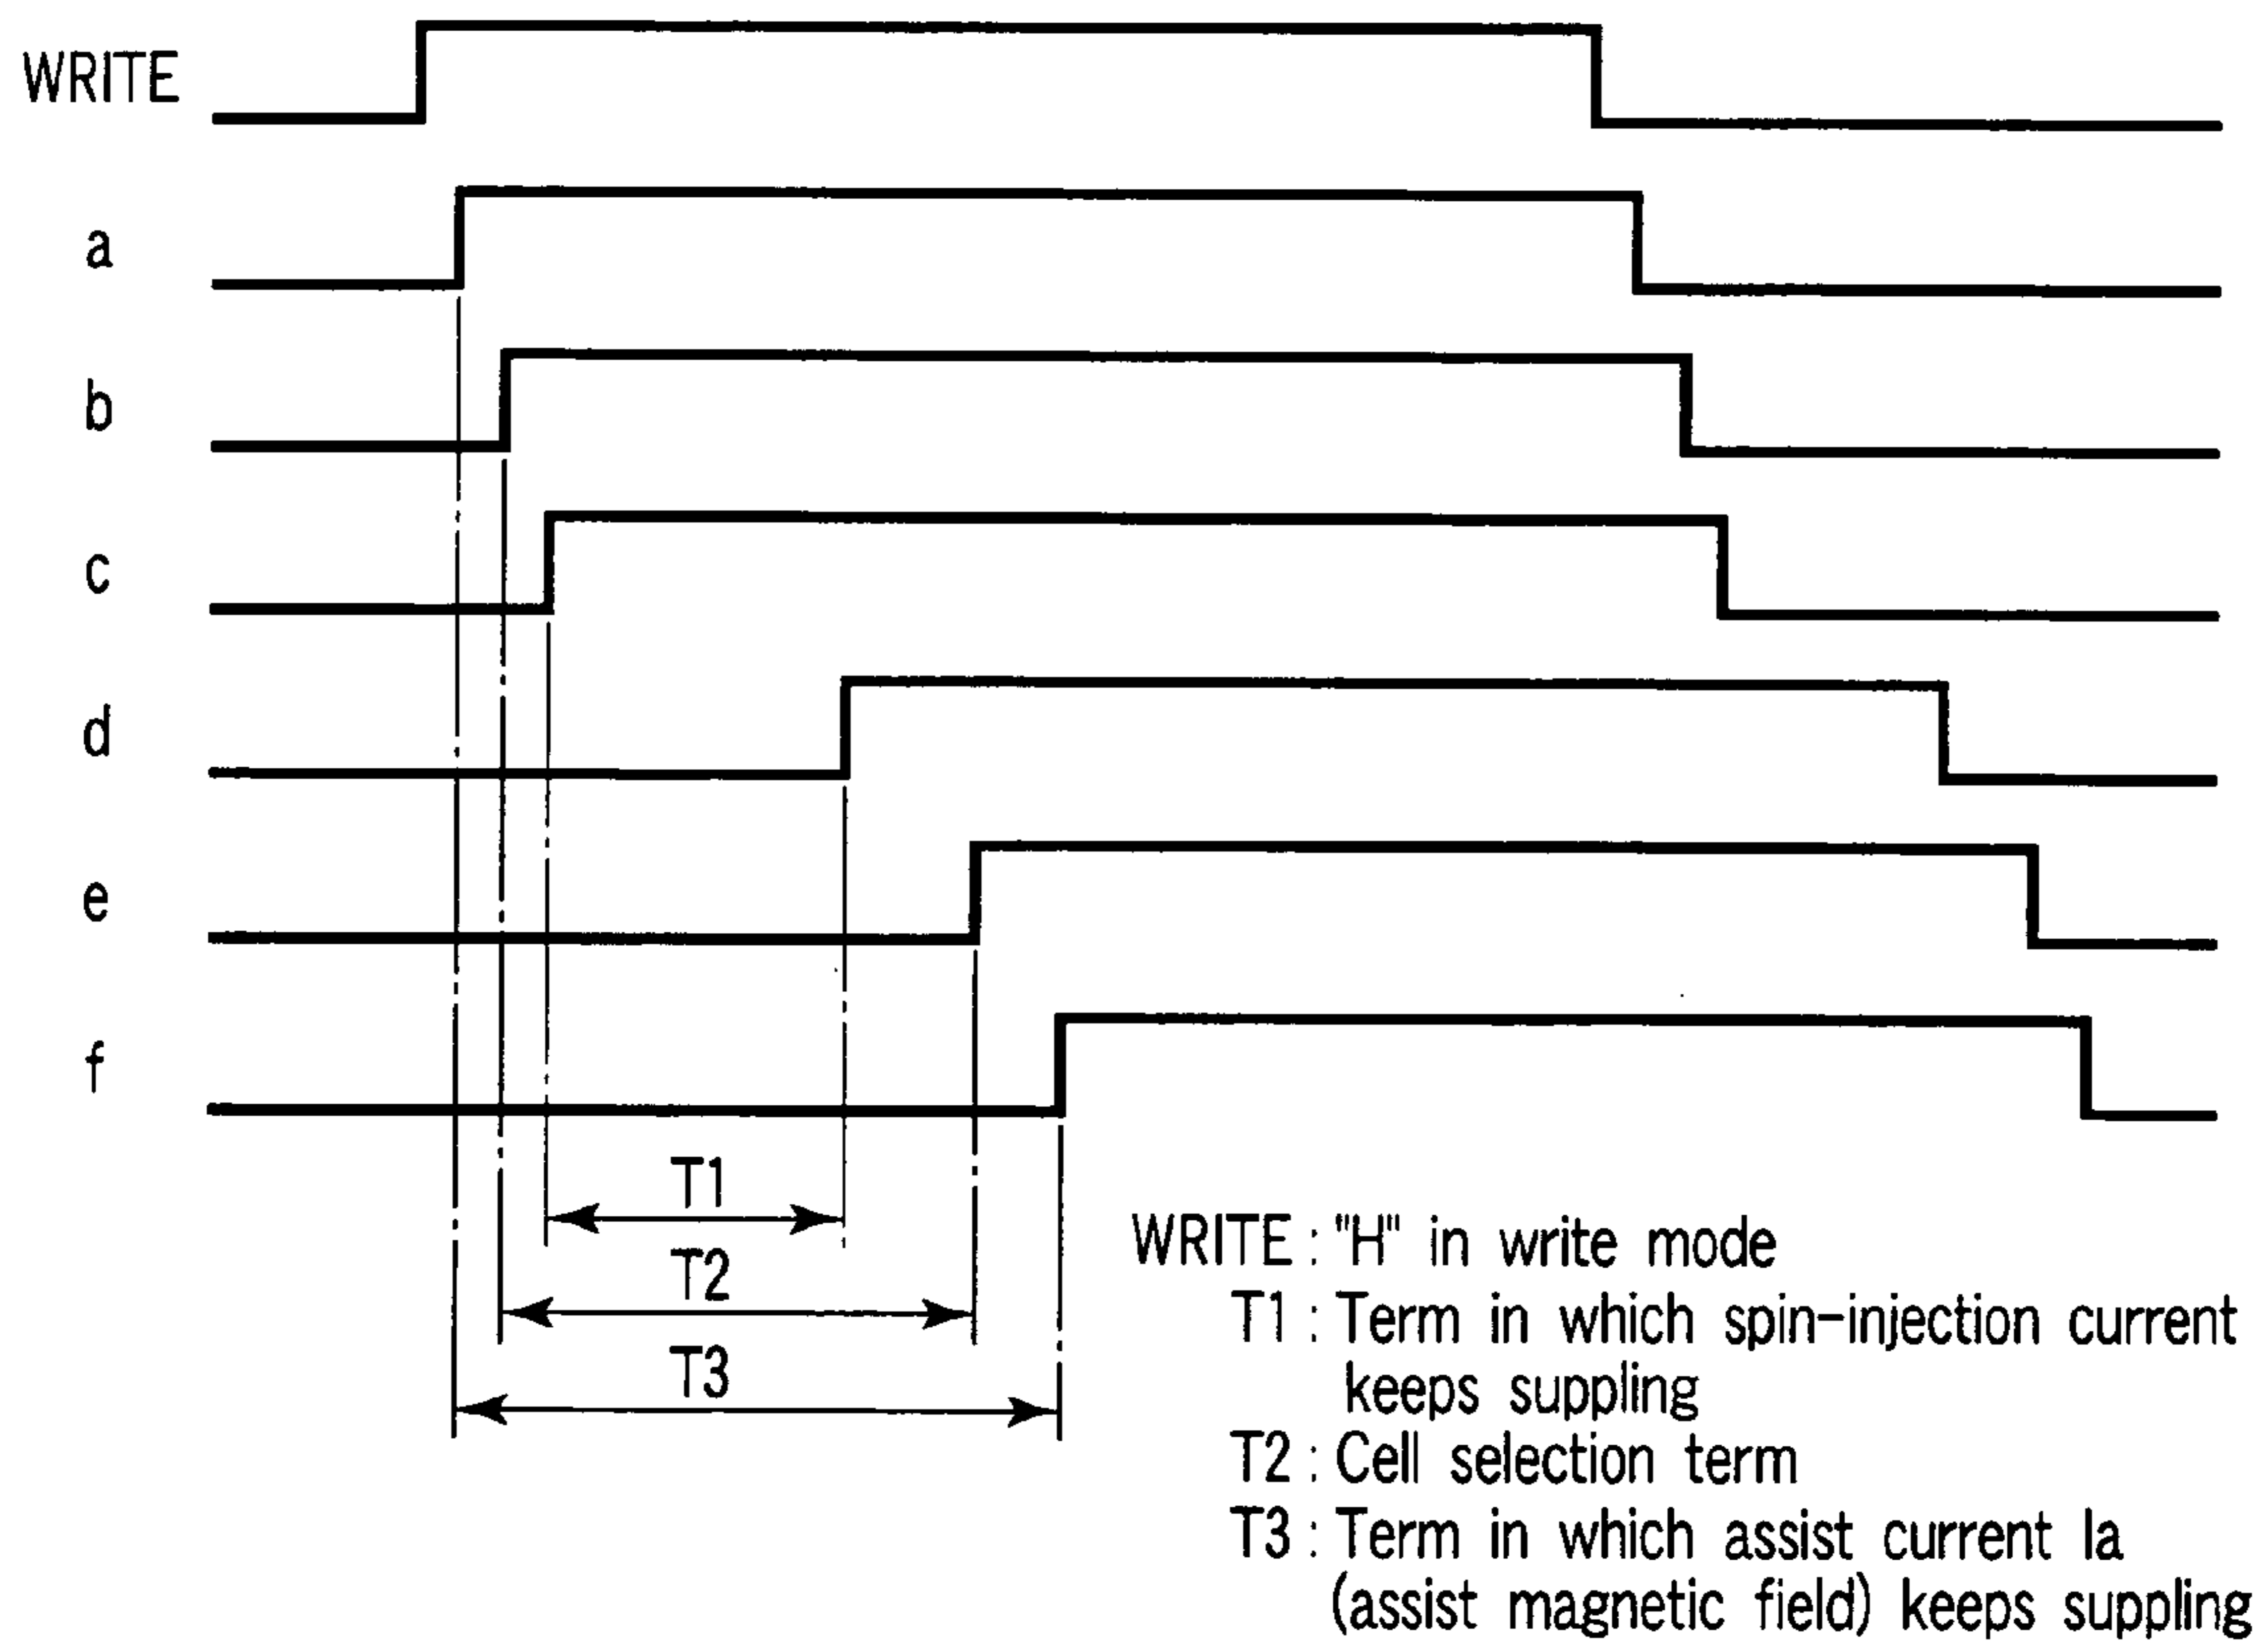 WRITE
a
b
c
d
e
f
T1
T2
T3
WRITE : "H" in write mode
T1 : Term in which spin-injection current
keeps suppling
T2 : Cell selection term
T3 : Term in which assist current Ia
(assist magnetic field) keeps suppling